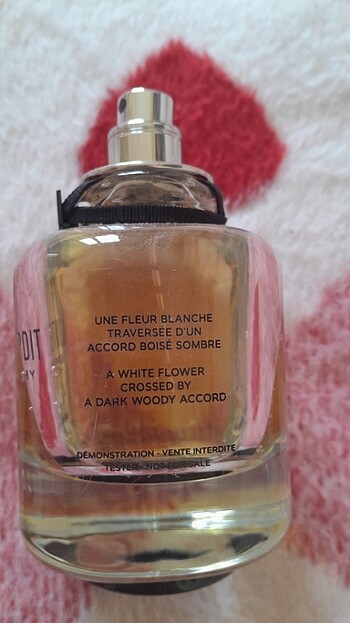 UNE FLEUR BLANCHE
TRAVERSÉE D'UN
ACCORD BOISÉ SOMBRE
A WHITE FLOWER
CROSSED BY
A DARK WOODY ACCORD
DÉMONSTRATION - VENTE INTERDITE
TESTER - NOT FOR SALE